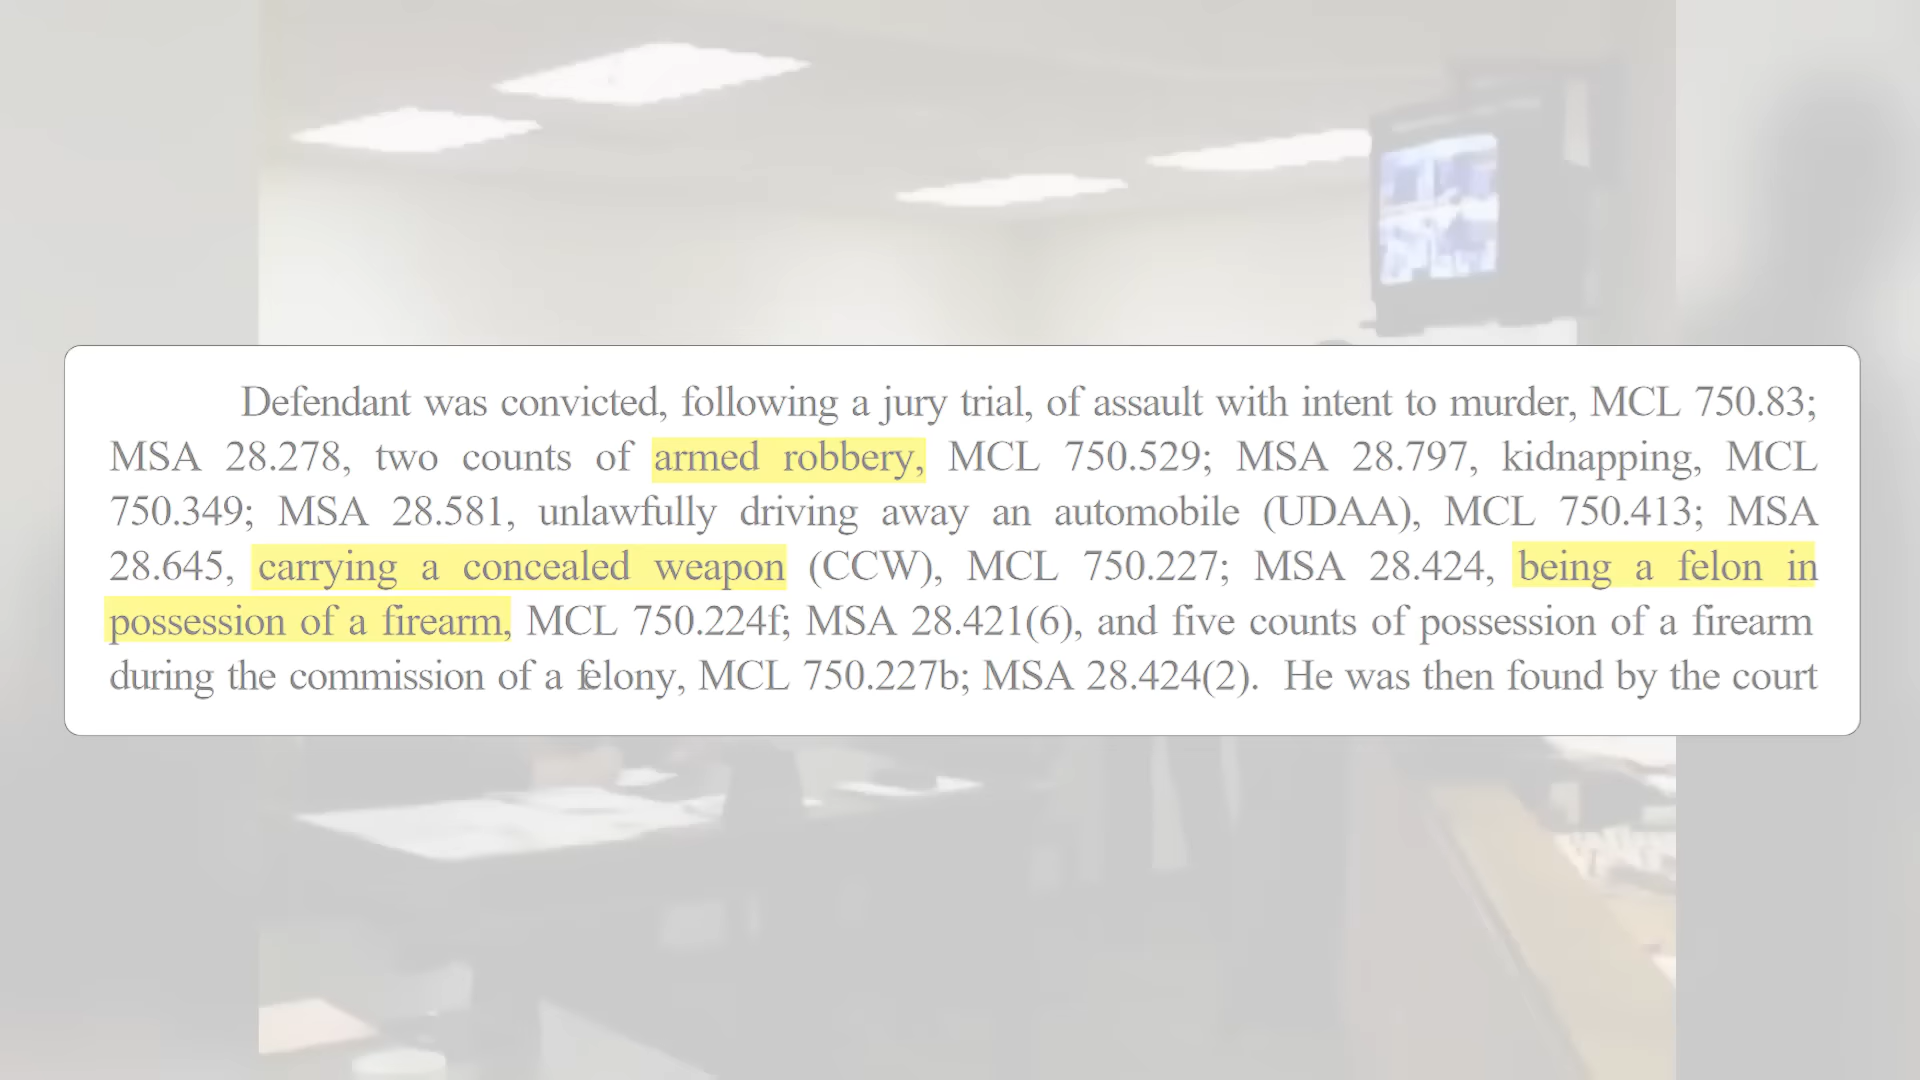 Defendant was convicted, following a jury trial, of assault with intent to murder, MCL 750.83;
MSA 28.278, two counts of armed robbery, MCL 750.529; MSA 28.797, kidnapping, MCL
750.349; MSA 28.581, unlawfully driving away an automobile (UDAA), MCL 750.413; MSA
28.645, carrying a concealed weapon (CCW), MCL 750.227; MSA 28.424, being a felon in
possession of a firearm, MCL 750.224f; MSA 28.421(6), and five counts of possession of a firearm
during the commission of a felony, MCL 750.227b; MSA 28.424(2). He was then found by the court